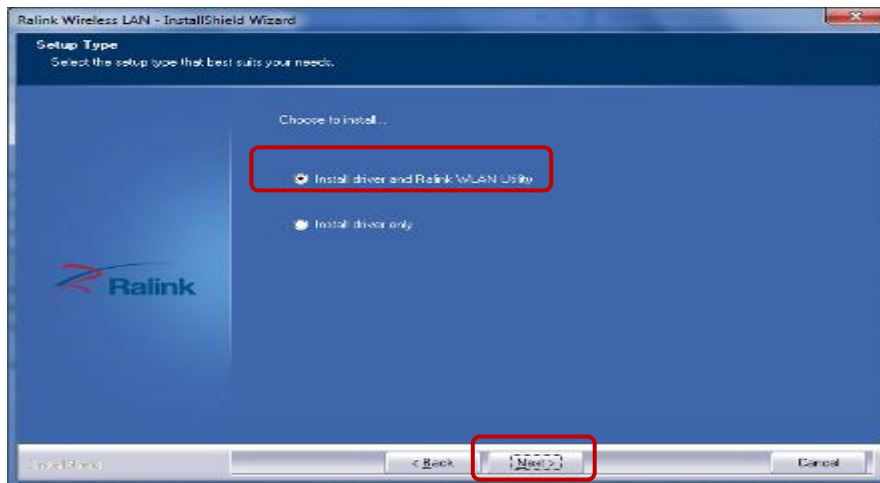 Ralink Wireless LAN - InstallShield Wizard
Setup Type
Select the setup type that best suits your needs.
Choose to install...
Install driver and Ralink WLAN Utility
Install driver only
Ralink
InstallShield
< Back
Next >
Cancel